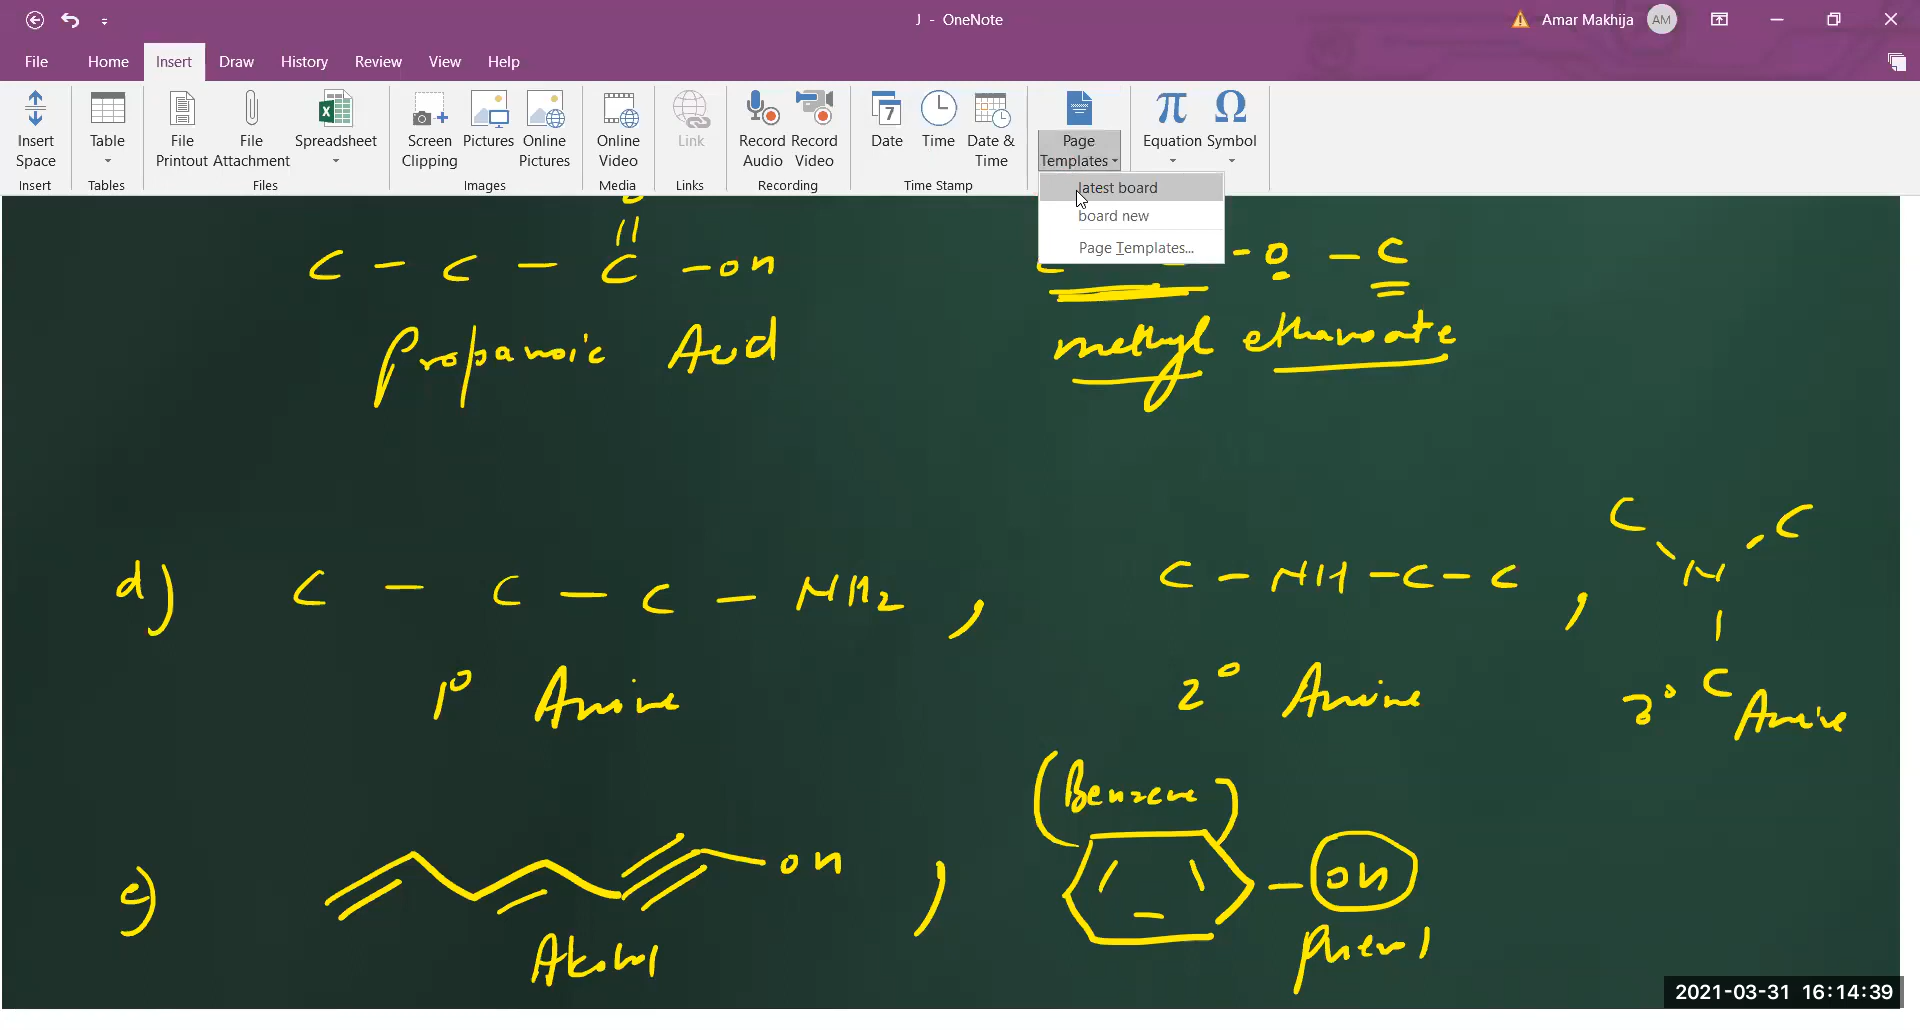 J - OneNote
Amar Makhija AM
File Home Insert Draw History Review View Help
Insert Space
Table
File Printout
File Attachment
Spreadsheet
Screen Clipping
Pictures
Online Pictures
Online Video
Link
Record Audio
Record Video
Date
Time
Date & Time
Page Templates
Equation
Symbol
Insert Tables Files Images Media Links Recording Time Stamp
latest board
board new
Page Templates...
C - C - C - OH
- O - C
Propanoic Acid
methyl ethanoate
d) C - C - C - NH2 , C - NH - C - C , C C N C
1° Amine
2° Amine
3° Amine
(Benzene)
e) OH , - OH
Alcohol
Phenol
2021-03-31 16:14:39